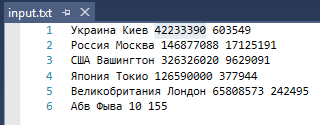 input.txt
1 Украина Киев 42233390 603549
2 Россия Москва 146877088 17125191
3 США Вашингтон 326326020 9629091
4 Япония Токио 126590000 377944
5 Великобритания Лондон 65808573 242495
6 Абв Фыва 10 155